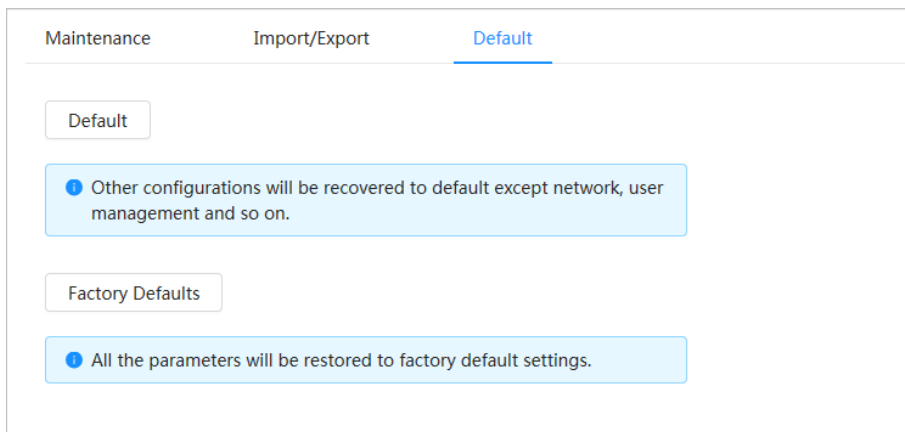 Maintenance Import/Export Default
Default
Other configurations will be recovered to default except network, user
management and so on.
Factory Defaults
All the parameters will be restored to factory default settings.